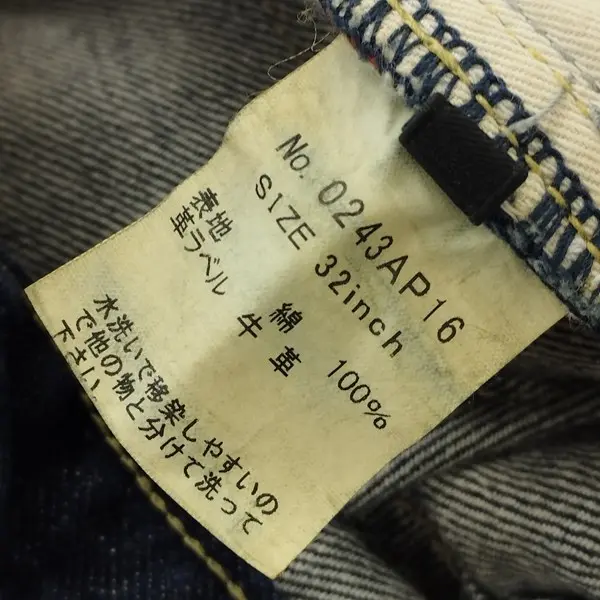 No. 0243AP16
SIZE 32inch
表地 綿 100%
革ラベル 牛革
水洗いで移染しやすいの
で他の物と分けて洗って
下さい。